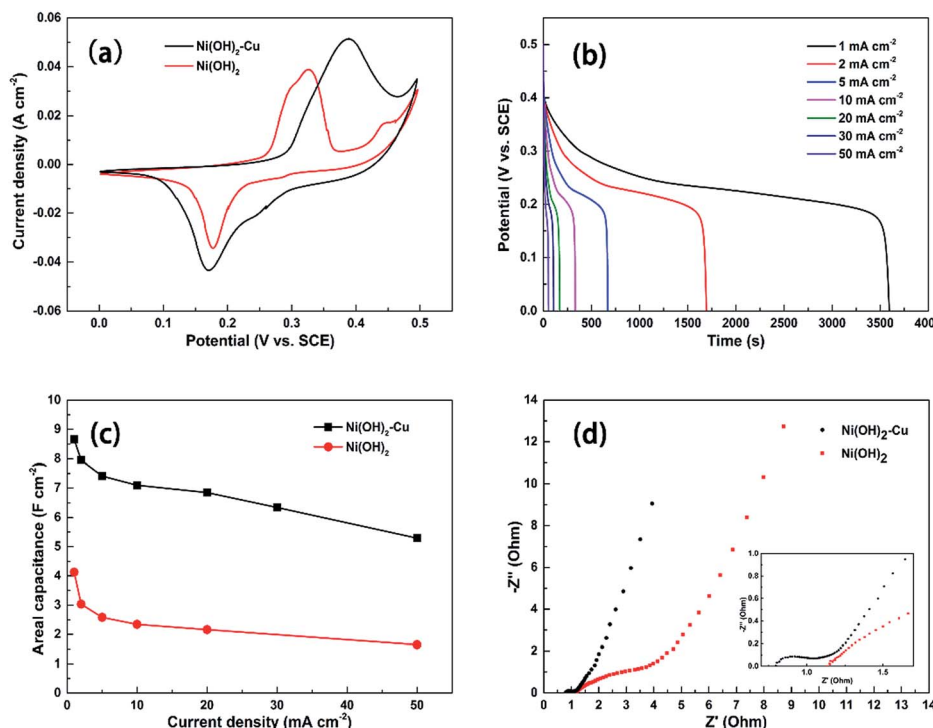 (a)
Ni(OH)2-Cu
Ni(OH)2
0.06
0.04
0.02
0.00
-0.02
-0.04
-0.06
Current density (A cm-2)
0.0 0.1 0.2 0.3 0.4 0.5
Potential (V vs. SCE)
(b)
1 mA cm-2
2 mA cm-2
5 mA cm-2
10 mA cm-2
20 mA cm-2
30 mA cm-2
50 mA cm-2
0.5
0.4
0.3
0.2
0.1
0.0
Potential (V vs. SCE)
0 500 1000 1500 2000 2500 3000 3500 4000
Time (s)
(c)
Ni(OH)2-Cu
Ni(OH)2
10
9
8
7
6
5
4
3
2
1
0
Areal capacitance (F cm-2)
0 10 20 30 40 50
Current density (mA cm-2)
(d)
Ni(OH)2-Cu
Ni(OH)2
14
12
10
8
6
4
2
0
-Z'' (Ohm)
0 1 2 3 4 5 6 7 8 9 10 11 12 13 14
Z' (Ohm)
1.0
0.8
0.6
0.4
0.2
0.0
-Z'' (Ohm)
1.0 1.5
Z' (Ohm)